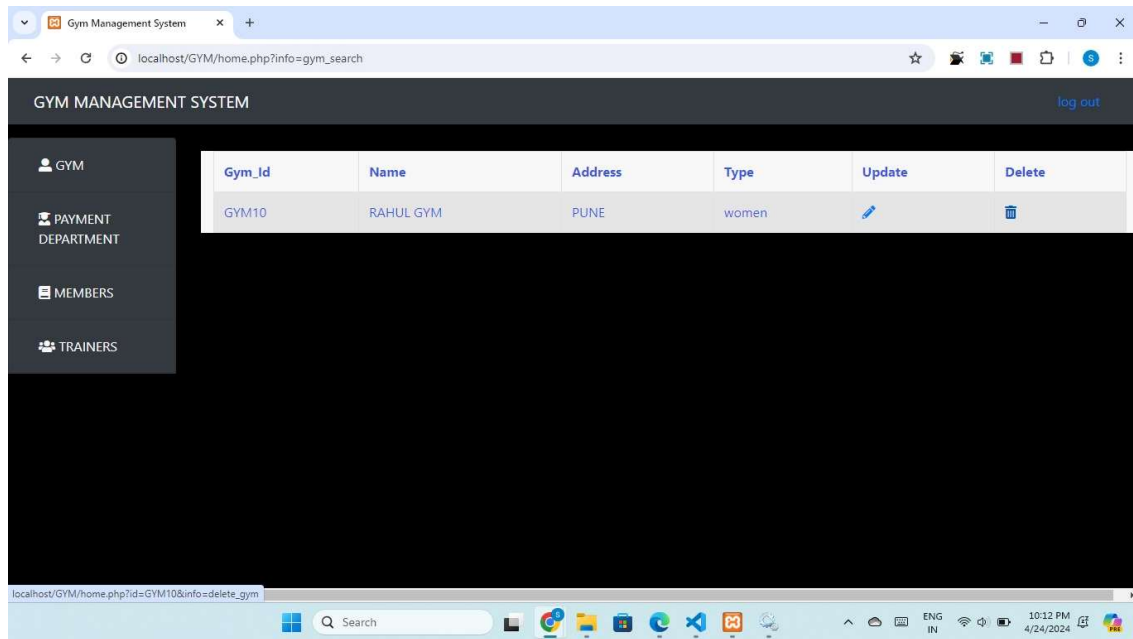 Gym Management System
localhost/GYM/home.php?info=gym_search
S
GYM MANAGEMENT SYSTEM
log out
GYM
PAYMENT
DEPARTMENT
MEMBERS
TRAINERS
Gym_Id Name Address Type Update Delete
GYM10 RAHUL GYM PUNE women
localhost/GYM/home.php?id=GYM10&info=delete_gym
Search
ENG
IN
10:12 PM
4/24/2024
PRE